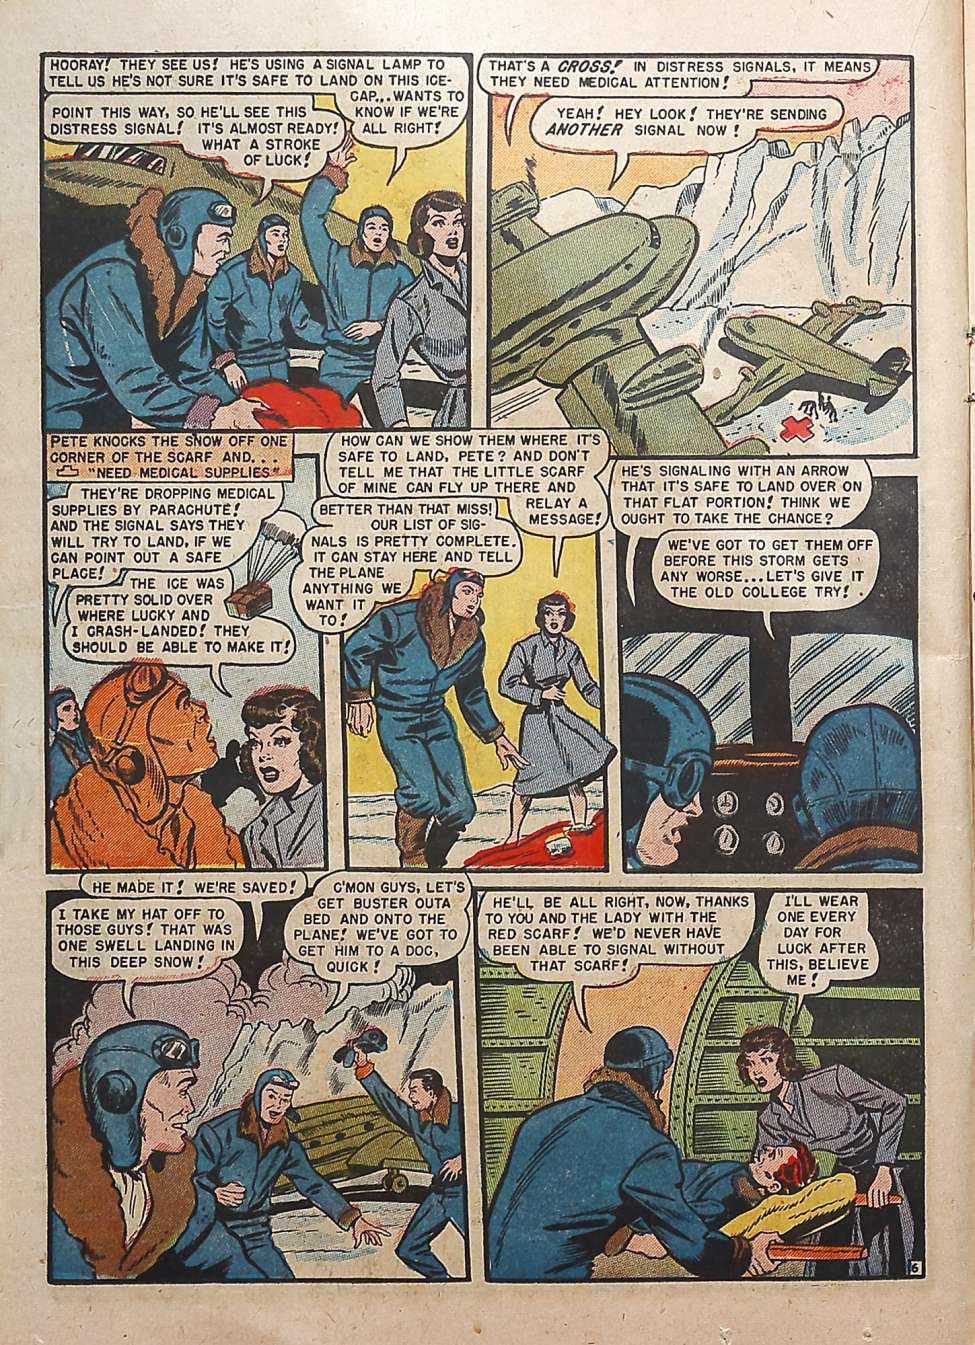 HOORAY! THEY SEE US! HE'S USING A SIGNAL LAMP TO
TELL US HE'S NOT SURE IT'S SAFE TO LAND ON THIS ICE-
CAP...WANTS TO
KNOW IF WE'RE
ALL RIGHT!
POINT THIS WAY, SO HE'LL SEE THIS
DISTRESS SIGNAL!
IT'S ALMOST READY!
WHAT A STROKE
OF LUCK!
THAT'S A CROSS! IN DISTRESS SIGNALS, IT MEANS
THEY NEED MEDICAL ATTENTION!
YEAH! HEY LOOK! THEY'RE SENDING
ANOTHER SIGNAL NOW!
PETE KNOCKS THE SNOW OFF ONE
CORNER OF THE SCARF AND...
"NEED MEDICAL SUPPLIES"
THEY'RE DROPPING MEDICAL
SUPPLIES BY PARACHUTE!
AND THE SIGNAL SAYS THEY
WILL TRY TO LAND, IF WE
CAN POINT OUT A SAFE
PLACE!
THE ICE WAS
PRETTY SOLID OVER
WHERE LUCKY AND
I CRASH-LANDED! THEY
SHOULD BE ABLE TO MAKE IT!
HOW CAN WE SHOW THEM WHERE IT'S
SAFE TO LAND, PETE? AND DON'T
TELL ME THAT THE LITTLE SCARF
OF MINE CAN FLY UP THERE AND
RELAY A
MESSAGE!
BETTER THAN THAT MISS!
OUR LIST OF SIG-
NALS IS PRETTY COMPLETE.
IT CAN STAY HERE AND TELL
THE PLANE
ANYTHING WE
WANT IT
TO!
HE'S SIGNALING WITH AN ARROW
THAT IT'S SAFE TO LAND OVER ON
THAT FLAT PORTION! THINK WE
OUGHT TO TAKE THE CHANCE?
WE'VE GOT TO GET THEM OFF
BEFORE THIS STORM GETS
ANY WORSE...LET'S GIVE IT
THE OLD COLLEGE TRY!
HE MADE IT! WE'RE SAVED!
I TAKE MY HAT OFF TO
THOSE GUYS! THAT WAS
ONE SWELL LANDING IN
THIS DEEP SNOW!
C'MON GUYS, LET'S
GET BUSTER OUTA
BED AND ONTO THE
PLANE! WE'VE GOT TO
GET HIM TO A DOC,
QUICK!
HE'LL BE ALL RIGHT, NOW, THANKS
TO YOU AND THE LADY WITH THE
RED SCARF! WE'D NEVER HAVE
BEEN ABLE TO SIGNAL WITHOUT
THAT SCARF!
I'LL WEAR
ONE EVERY
DAY FOR
LUCK AFTER
THIS, BELIEVE
ME!
6